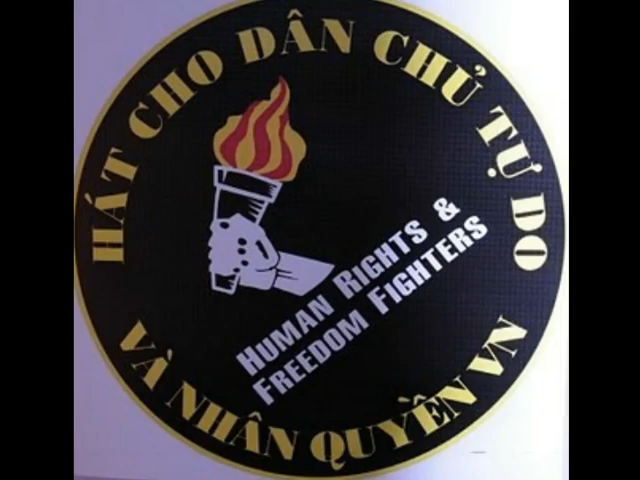 HÁT CHO DÂN CHỦ TỰ DO
HUMAN RIGHTS &
FREEDOM FIGHTERS
VÀ NHÂN QUYỀN VN